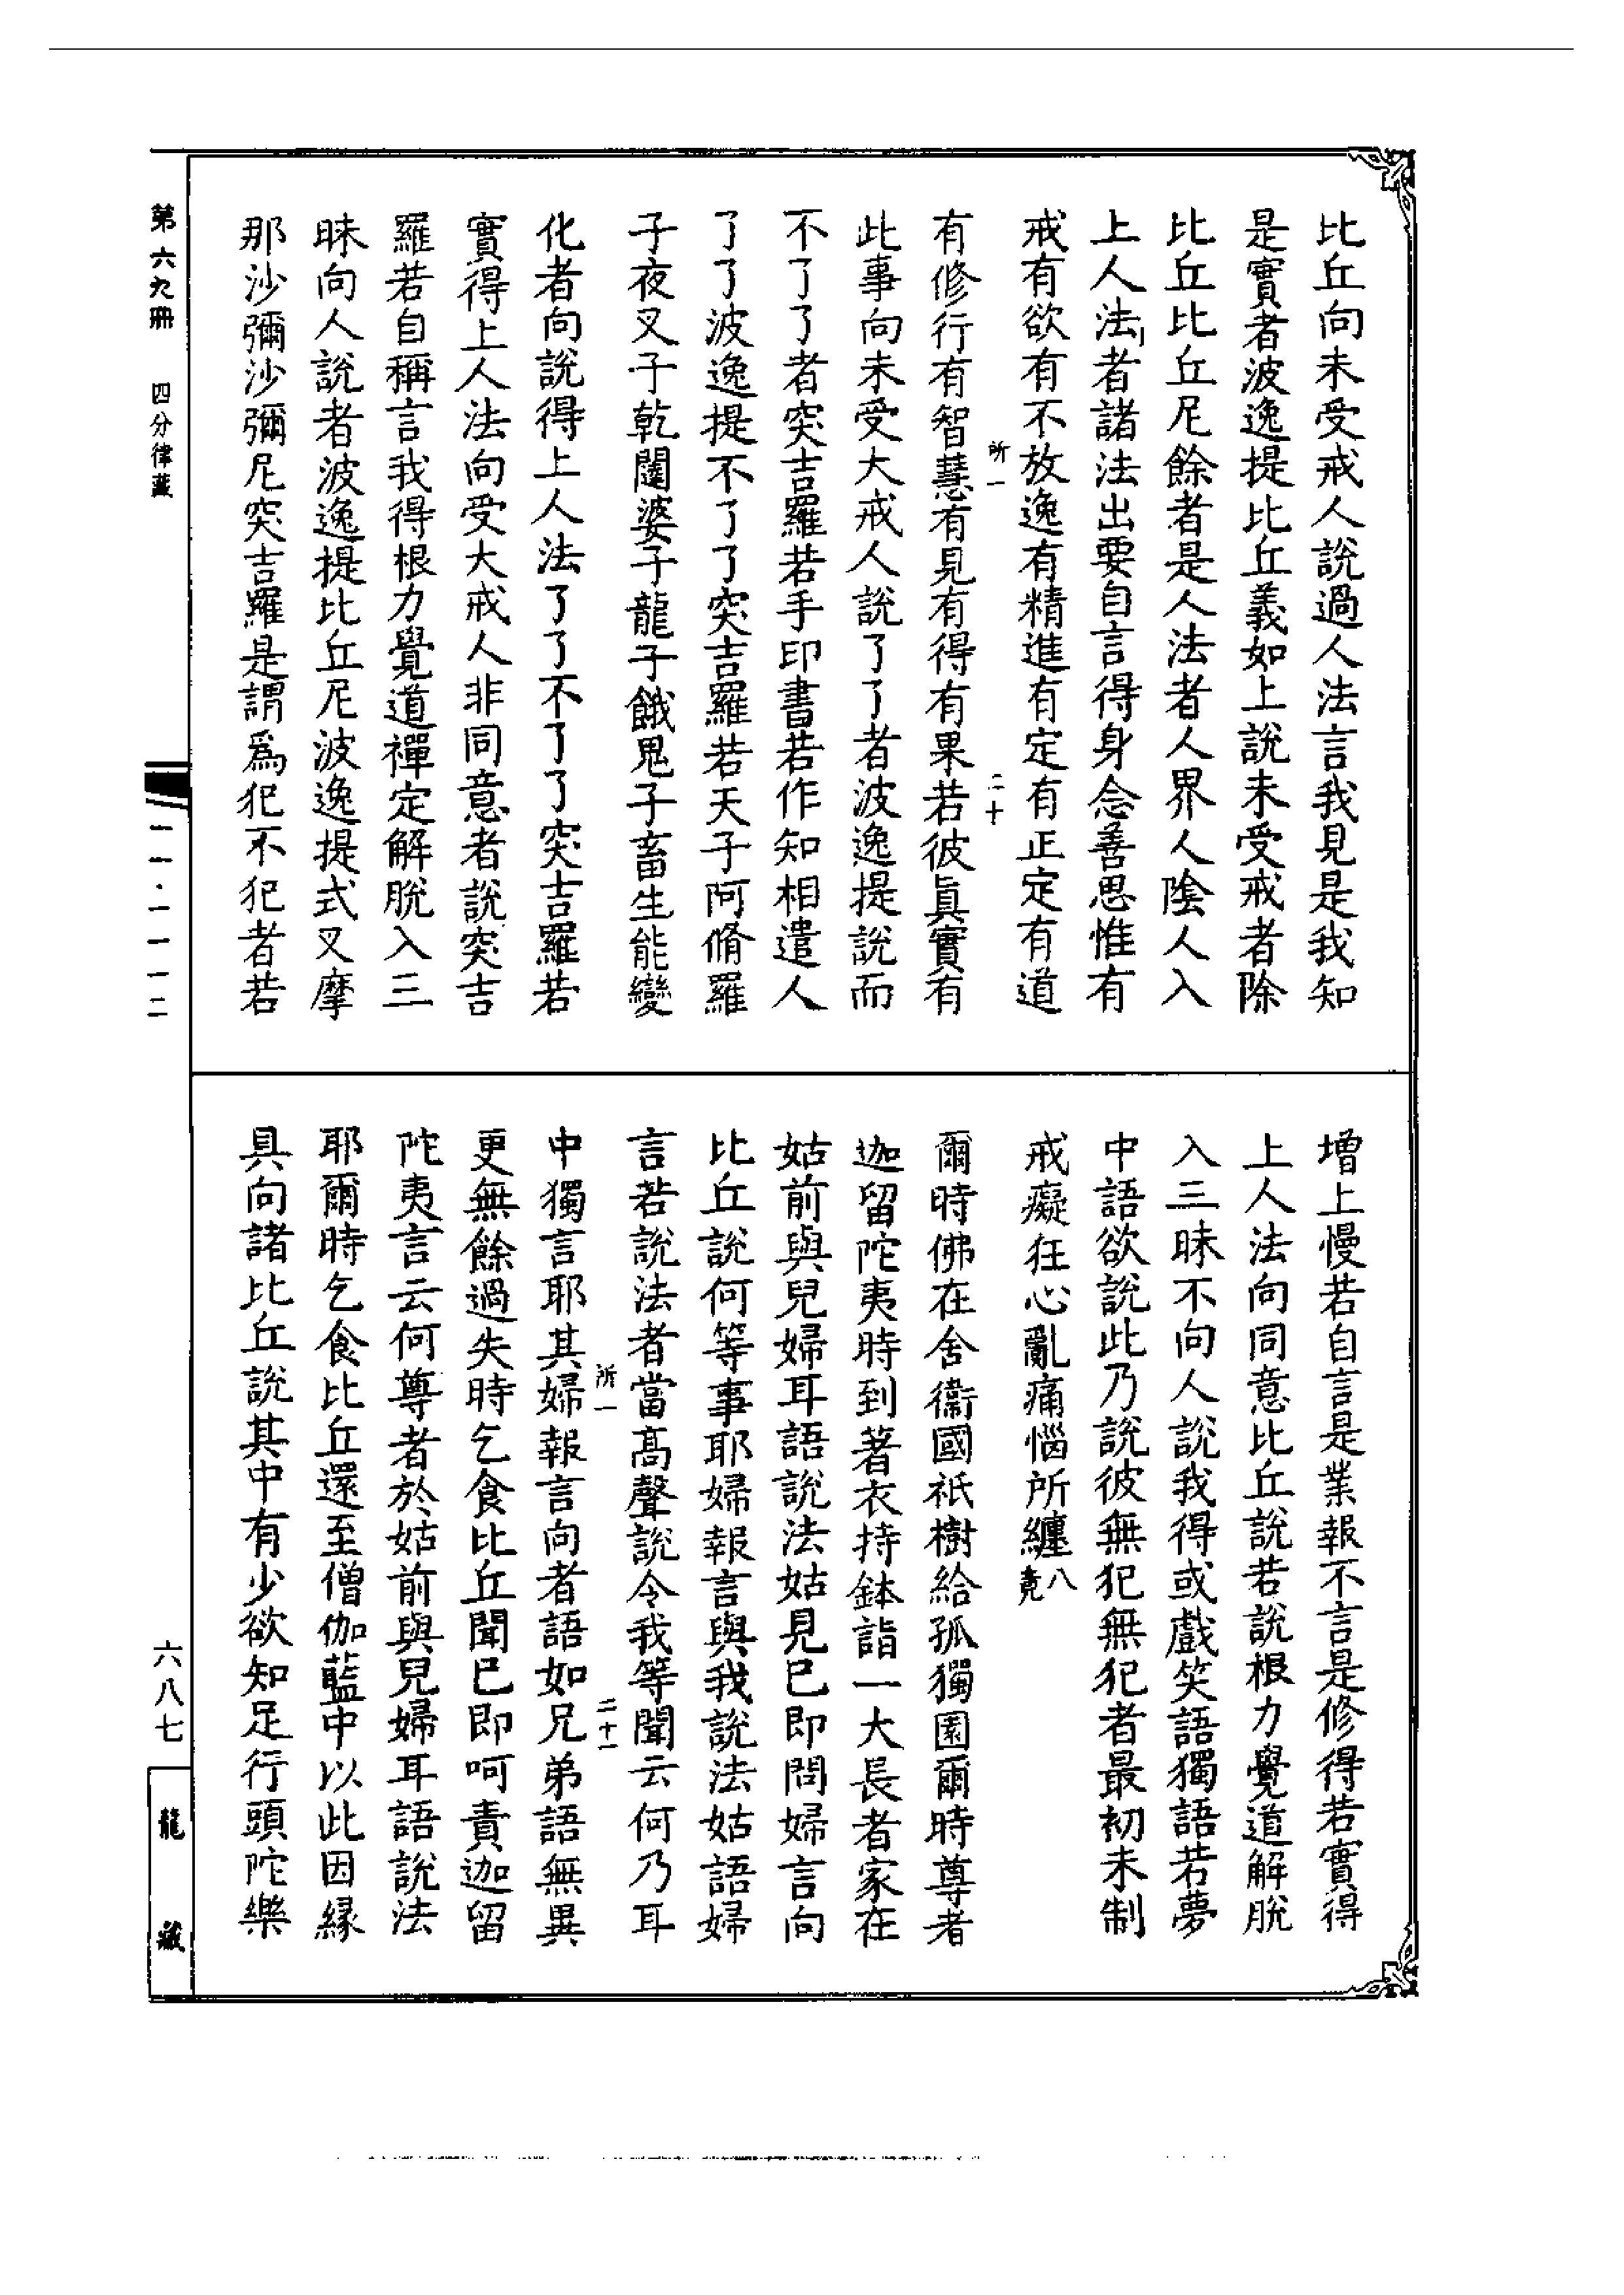 比丘向未受戒人說過人法言我見是我知
是實者波逸提比丘義如上說未受戒者除
比丘比丘尼餘者是人法者人界人陰人入
上人法者諸法出要自言得身念善思惟有
戒有欲有不放逸有精進有定有正定有道
所一 二十
有修行有智慧有見有得有果若彼眞實有
此事向未受大戒人說了了者波逸提說而
不了了者突吉羅若手印書若作知相遣人
了了波逸提不了了突吉羅若天子阿脩羅
子夜叉子乾闥婆子龍子餓鬼子畜生能變
化者向說得上人法了了不了了突吉羅若
實得上人法向受大戒人非同意者說突吉
羅若自稱言我得根力覺道禪定解脫入三
昧向人說者波逸提比丘尼波逸提式叉摩
那沙彌沙彌尼突吉羅是謂爲犯不犯者若
增上慢若自言是業報不言是修得若實得
上人法向同意比丘說若說根力覺道解脫
入三昧不向人說我得或戲笑語獨語若夢
中語欲說此乃說彼無犯無犯者最初未制
戒癡狂心亂痛惱所纏八竟
爾時佛在舍衞國祇樹給孤獨園爾時尊者
迦留陀夷時到著衣持鉢詣一大長者家在
姑前與兒婦耳語說法姑見已即問婦言向
比丘說何等事耶婦報言與我說法姑語婦
言若說法者當高聲說令我等聞云何乃耳
所一 二十一
中獨言耶其婦報言向者語如兄弟語無異
更無餘過失時乞食比丘聞已即呵責迦留
陀夷言云何尊者於姑前與兒婦耳語說法
耶爾時乞食比丘還至僧伽藍中以此因緣
具向諸比丘說其中有少欲知足行頭陀樂
第六九冊 四分律藏
一一·一一一二
六八七
龍藏